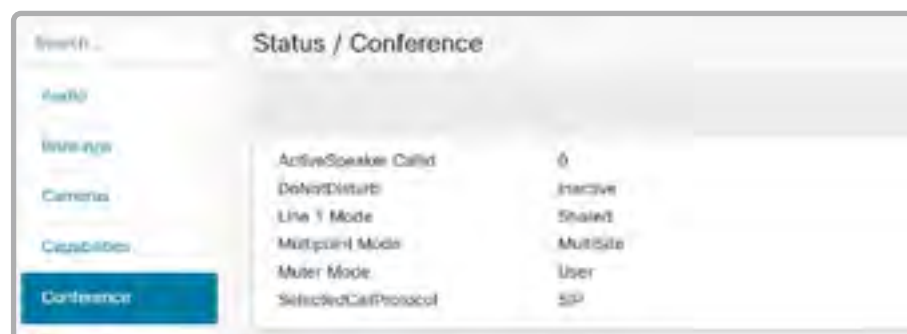 Search...
Status / Conference
Audio
Bookings
Cameras
Capabilities
Conference
ActiveSpeaker CallId 0
DoNotDisturb Inactive
Line 1 Mode Shared
Multipoint Mode MultiSite
Muter Mode User
SelectedCallProtocol SIP